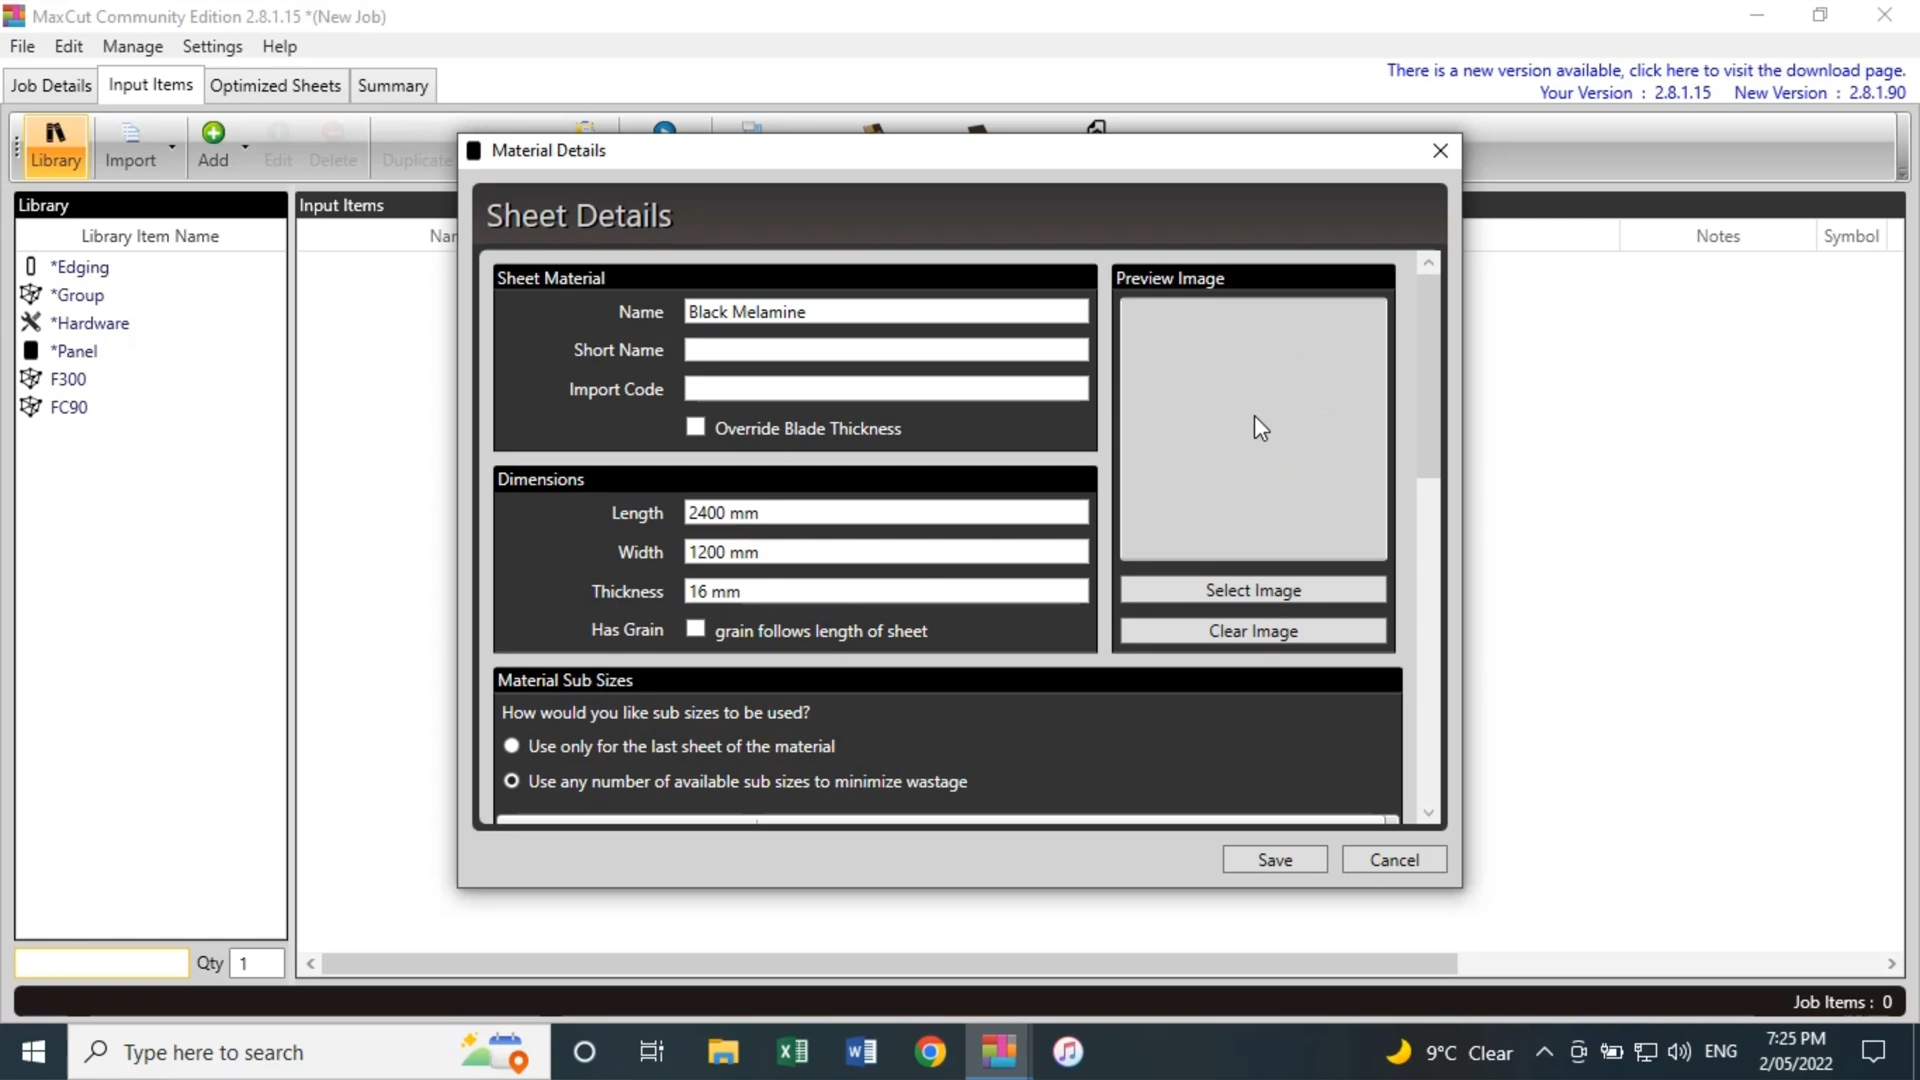 MaxCut Community Edition 2.8.1.15 *(New Job)
File Edit Manage Settings Help
There is a new version available, click here to visit the download page.
Job Details Input Items Optimized Sheets Summary
Your Version : 2.8.1.15 New Version : 2.8.1.90
Library Import Add Edit Delete Duplicate
Material Details
Library
Input Items
Sheet Details
Library Item Name
Nar
Notes
Symbol
*Edging
*Group
*Hardware
*Panel
F300
FC90
Sheet Material
Name Black Melamine
Short Name
Import Code
Override Blade Thickness
Dimensions
Length 2400 mm
Width 1200 mm
Thickness 16 mm
Has Grain grain follows length of sheet
Preview Image
Select Image
Clear Image
Material Sub Sizes
How would you like sub sizes to be used?
Use only for the last sheet of the material
Use any number of available sub sizes to minimize wastage
Save Cancel
Qty 1
Job Items : 0
Type here to search
9°C Clear
ENG
7:25 PM
2/05/2022